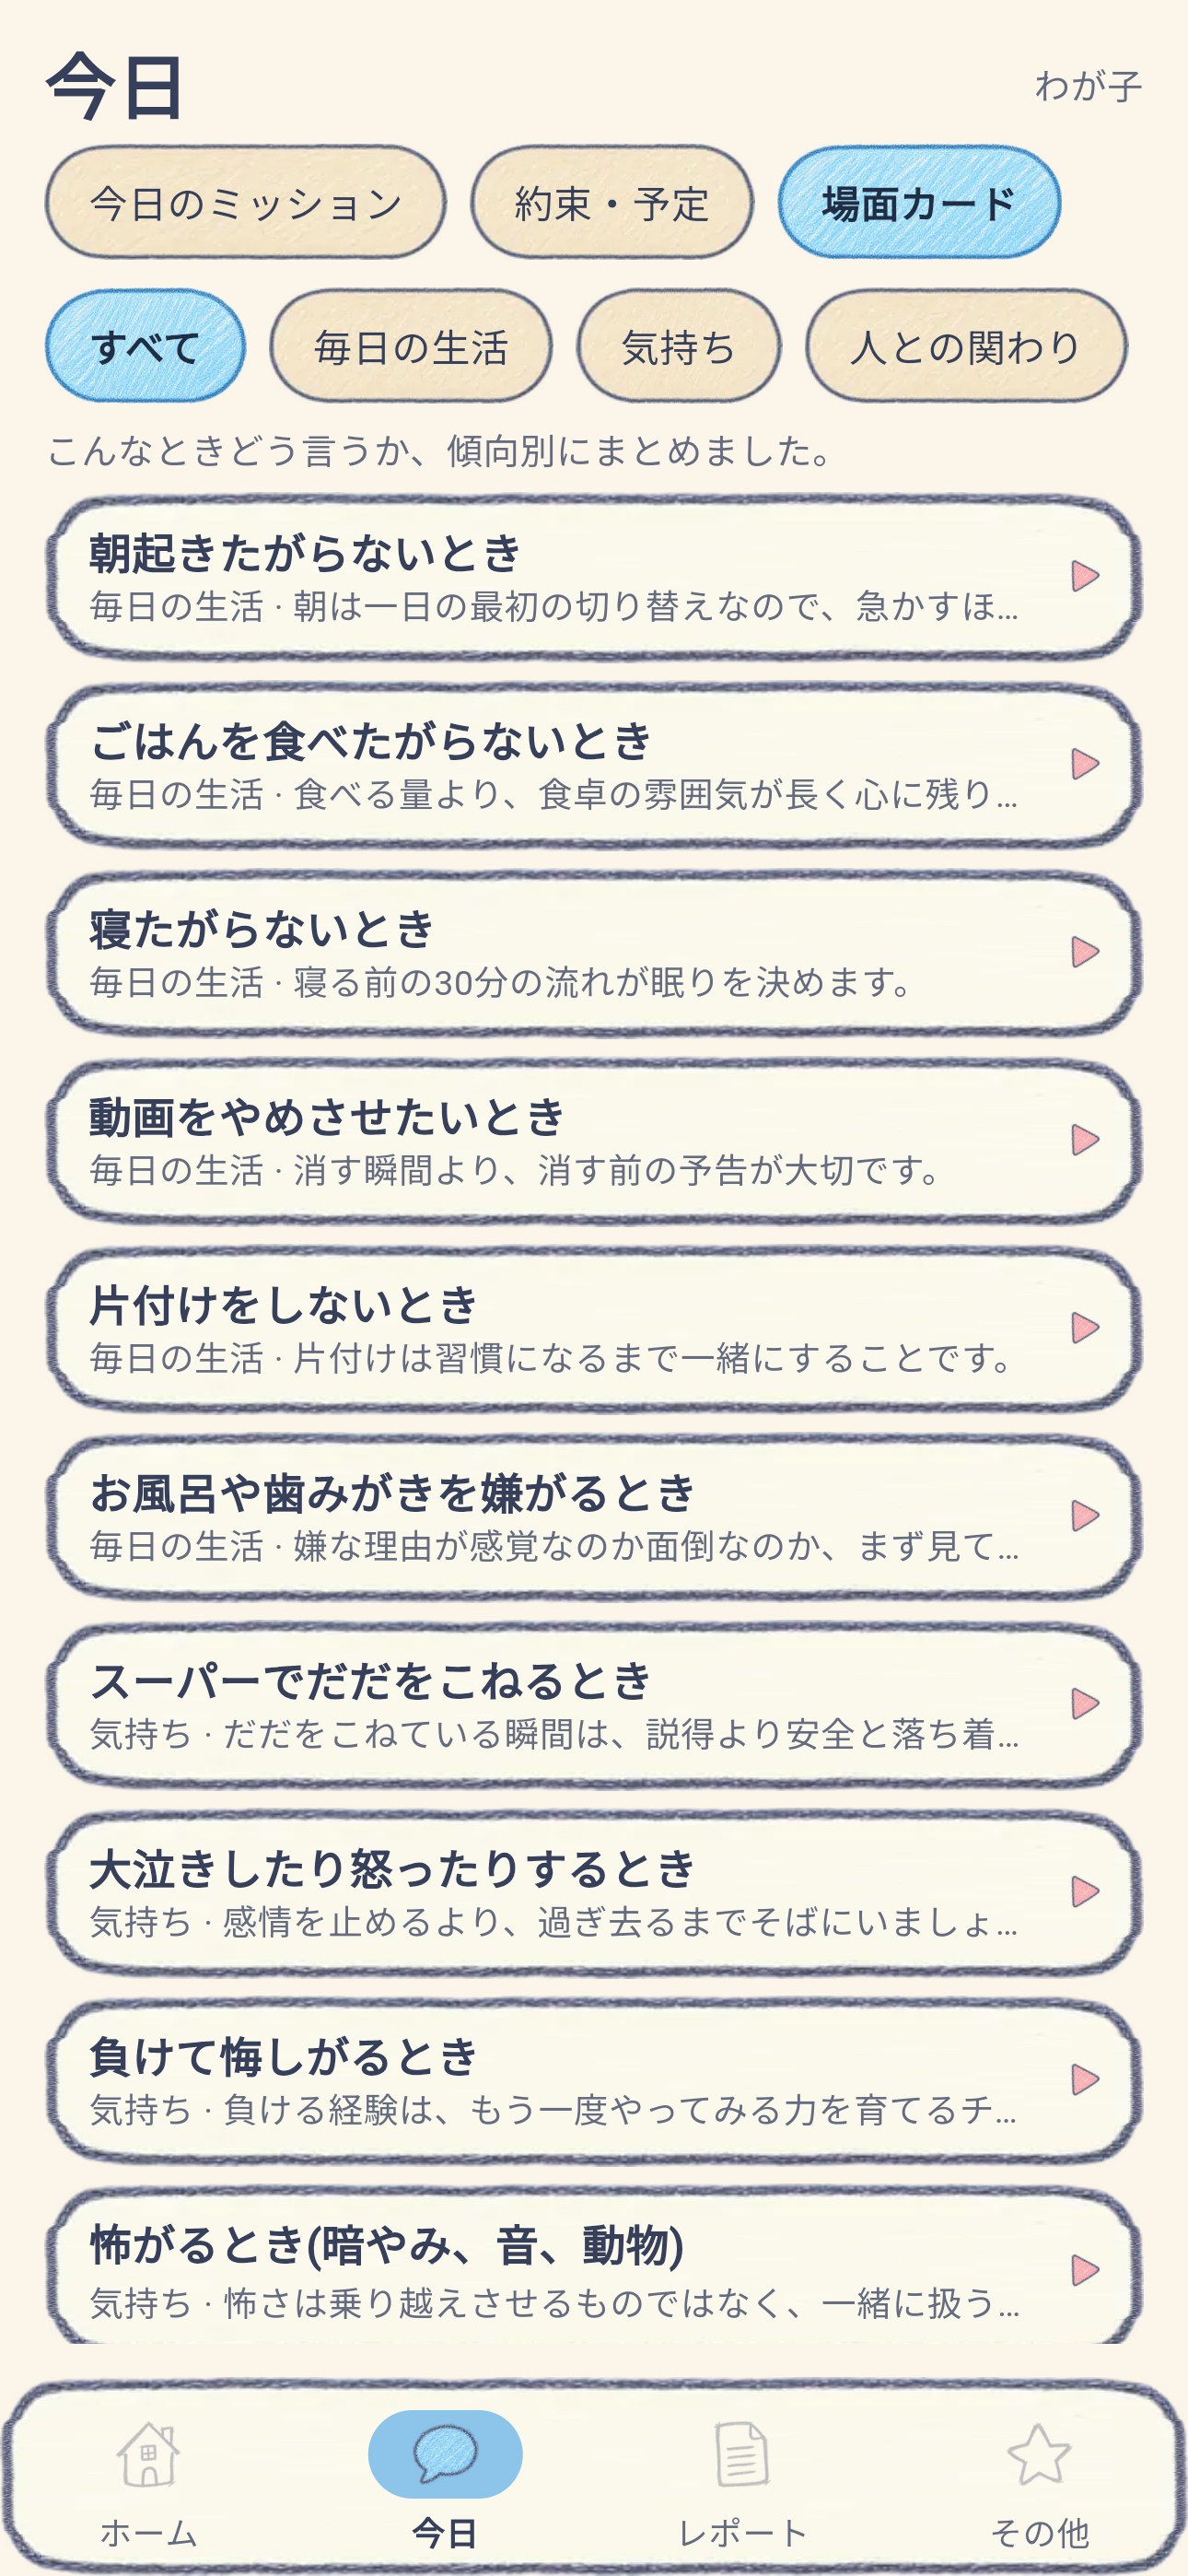 今日
わが子
今日のミッション
約束・予定
場面カード
すべて
毎日の生活
気持ち
人との関わり
こんなときどう言うか、傾向別にまとめました。
朝起きたがらないとき
毎日の生活 · 朝は一日の最初の切り替えなので、急かすほ…
ごはんを食べたがらないとき
毎日の生活 · 食べる量より、食卓の雰囲気が長く心に残り…
寝たがらないとき
毎日の生活 · 寝る前の30分の流れが眠りを決めます。
動画をやめさせたいとき
毎日の生活 · 消す瞬間より、消す前の予告が大切です。
片付けをしないとき
毎日の生活 · 片付けは習慣になるまで一緒にすることです。
お風呂や歯みがきを嫌がるとき
毎日の生活 · 嫌な理由が感覚なのか面倒なのか、まず見て…
スーパーでだだをこねるとき
気持ち · だだをこねている瞬間は、説得より安全と落ち着…
大泣きしたり怒ったりするとき
気持ち · 感情を止めるより、過ぎ去るまでそばにいましょ…
負けて悔しがるとき
気持ち · 負ける経験は、もう一度やってみる力を育てるチ…
怖がるとき(暗やみ、音、動物)
気持ち · 怖さは乗り越えさせるものではなく、一緒に扱う…
ホーム
今日
レポート
その他